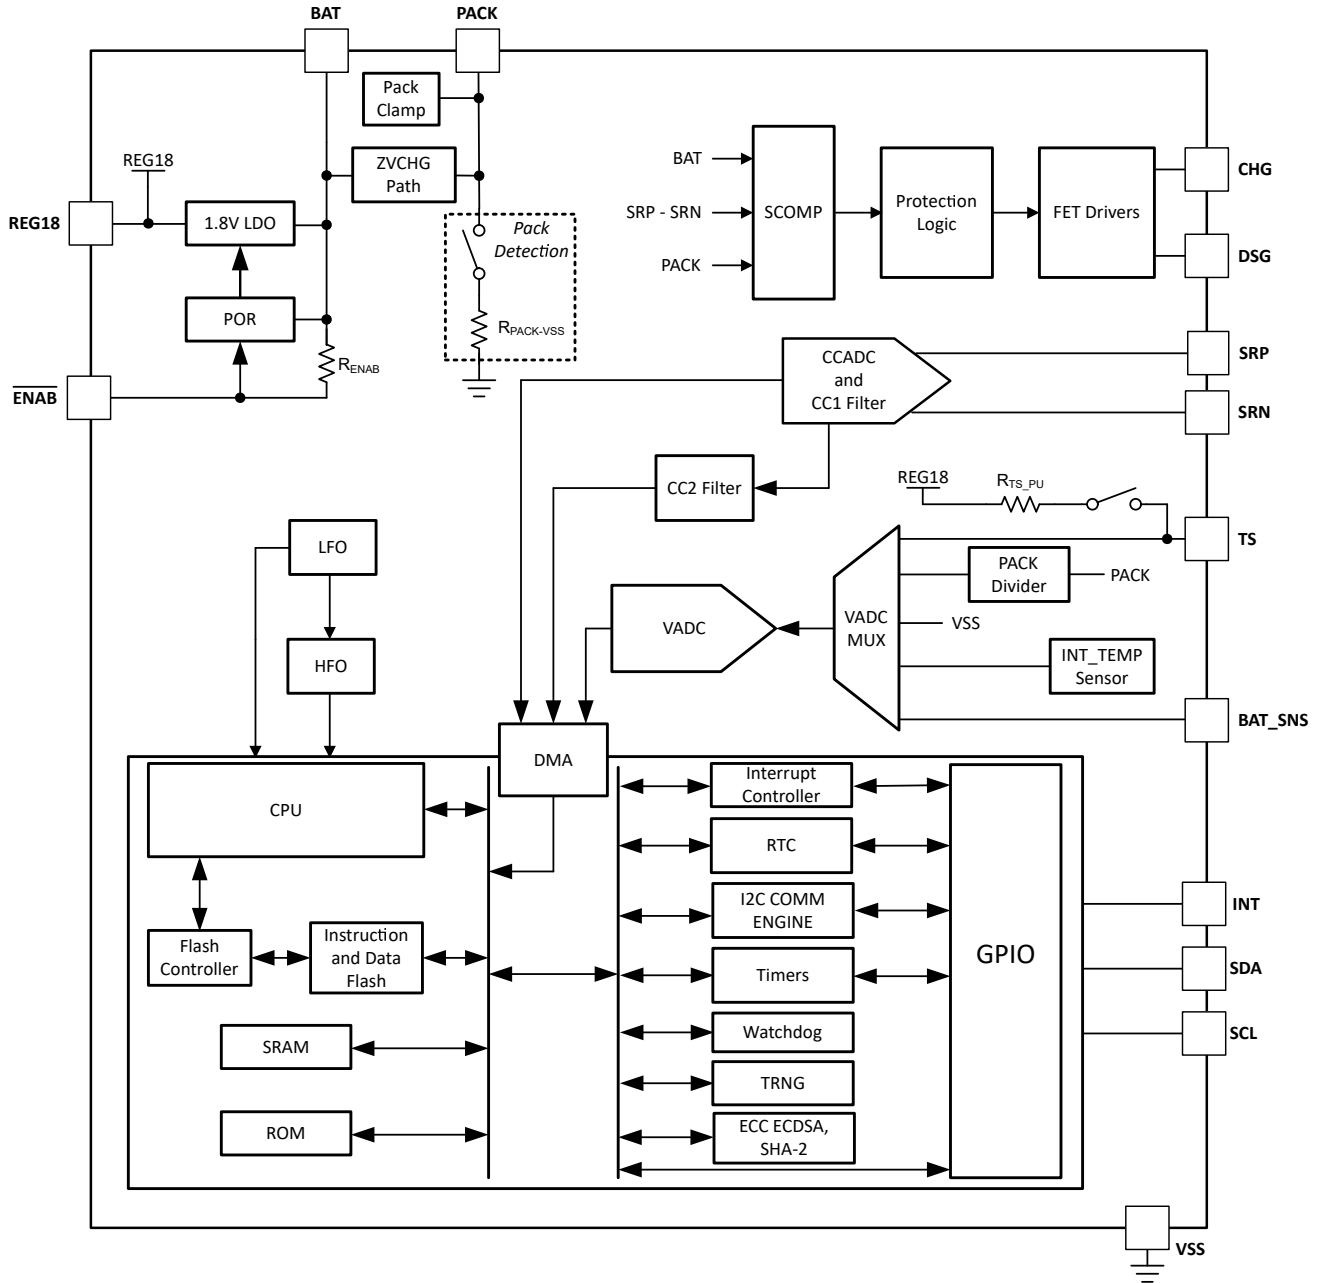 BAT
PACK
Pack
Clamp
REG18
ZVCHG
Path
REG18
1.8V LDO
Pack
Detection
POR
RPACK-VSS
RENAB
ENAB
BAT
SRP - SRN
PACK
SCOMP
Protection
Logic
FET Drivers
CHG
DSG
CCADC
and
CC1 Filter
SRP
SRN
CC2 Filter
REG18
RTS_PU
TS
LFO
HFO
VADC
VADC
MUX
PACK
Divider
PACK
VSS
INT_TEMP
Sensor
BAT_SNS
DMA
CPU
Flash
Controller
Instruction
and Data
Flash
SRAM
ROM
Interrupt
Controller
RTC
I2C COMM
ENGINE
Timers
Watchdog
TRNG
ECC ECDSA,
SHA-2
GPIO
INT
SDA
SCL
VSS